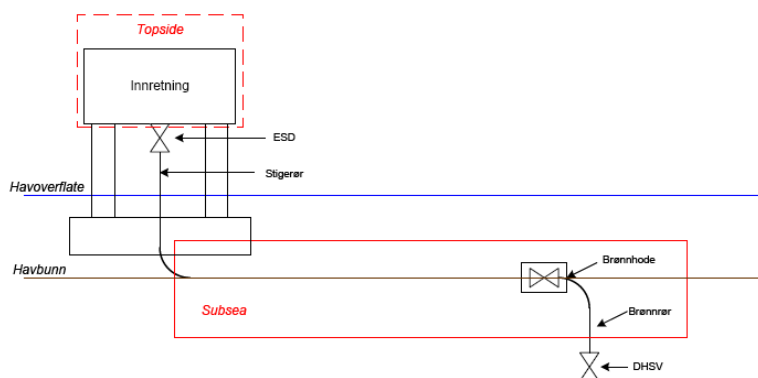 Topside
Innretning
ESD
Stigerør
Havoverflate
Brønnhode
Havbunn
Subsea
Brønnrør
DHSV